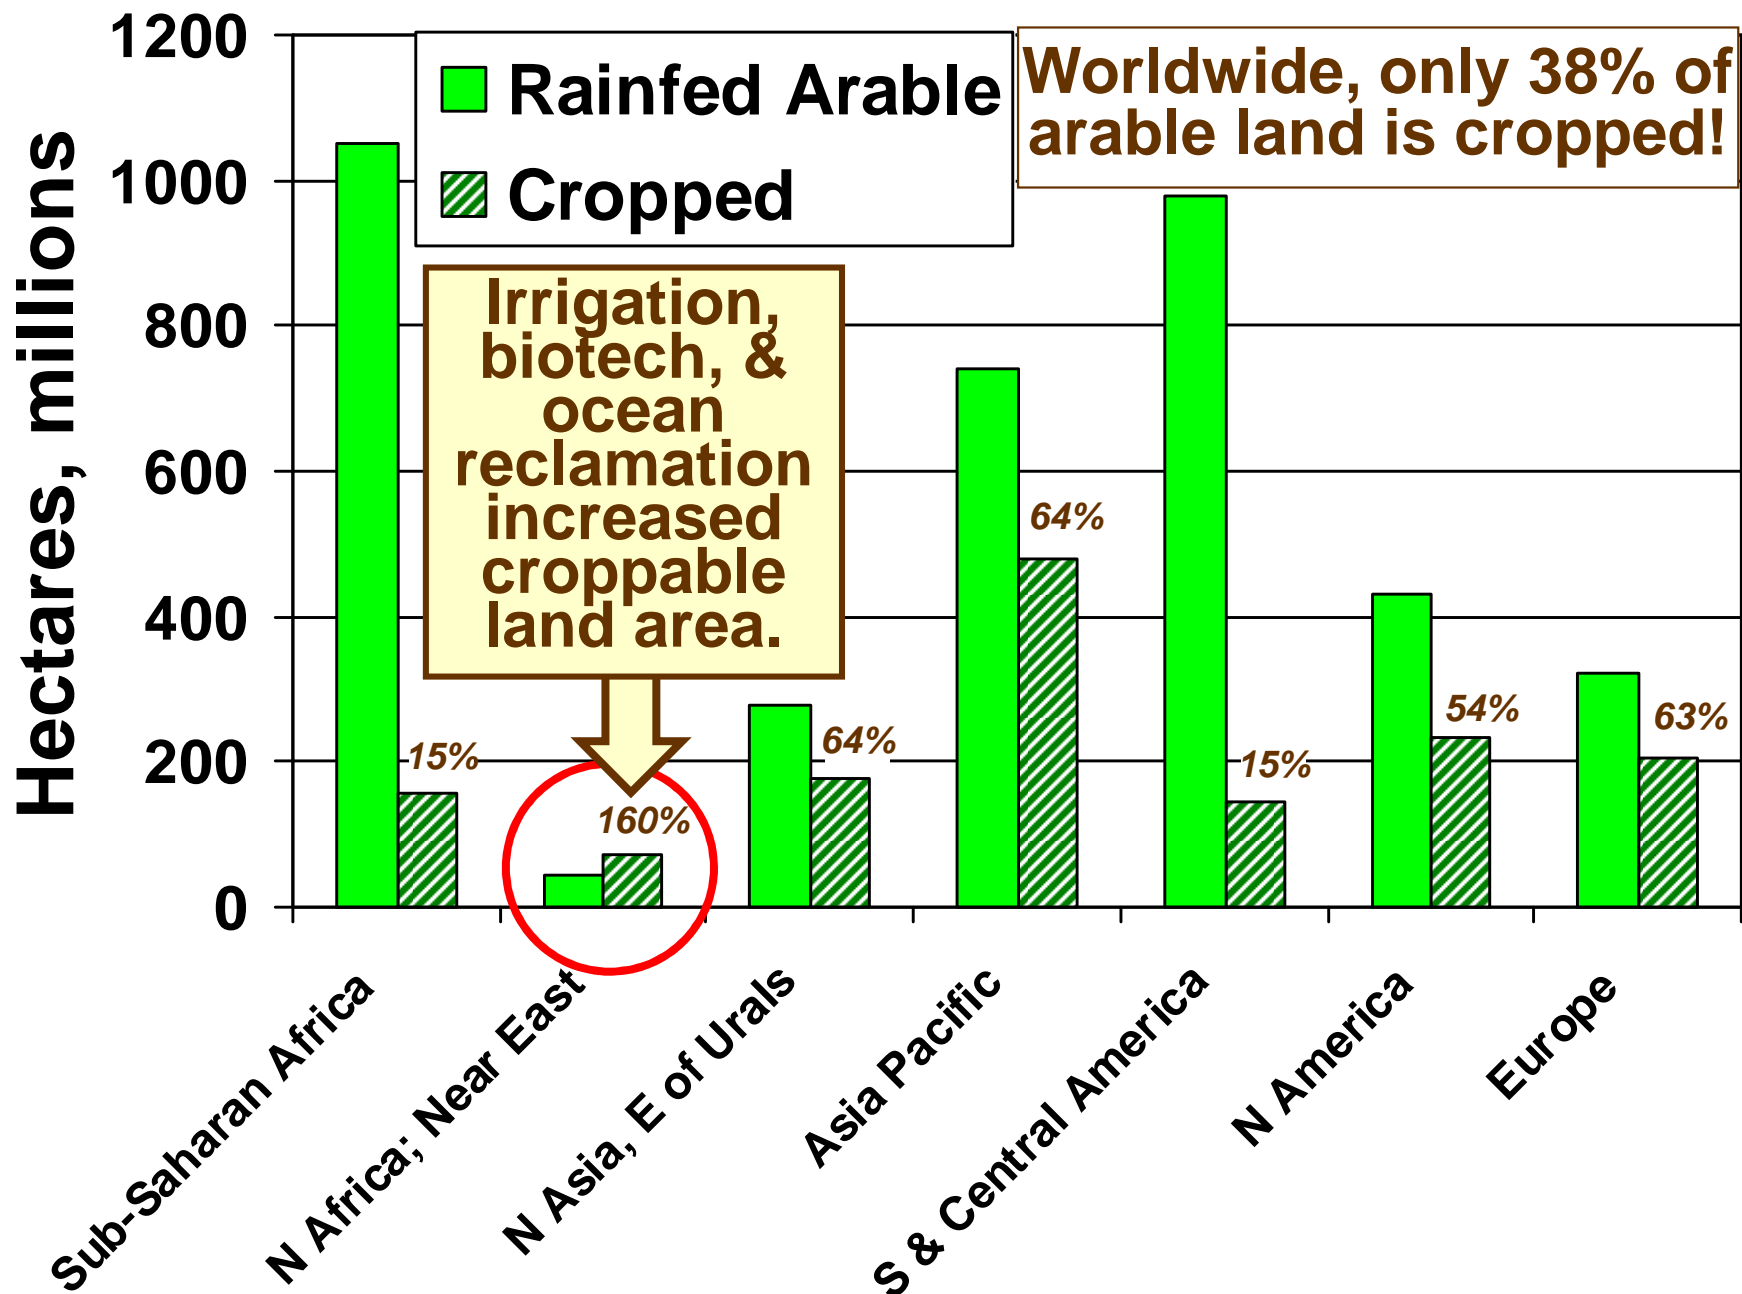 Hectares, millions
1200
1000
800
600
400
200
0
Rainfed Arable
Cropped
Worldwide, only 38% of
arable land is cropped!
Irrigation,
biotech, &
ocean
reclamation
increased
croppable
land area.
15%
160%
64%
64%
15%
54%
63%
Sub-Saharan Africa
N Africa; Near East
N Asia, E of Urals
Asia Pacific
S & Central America
N America
Europe